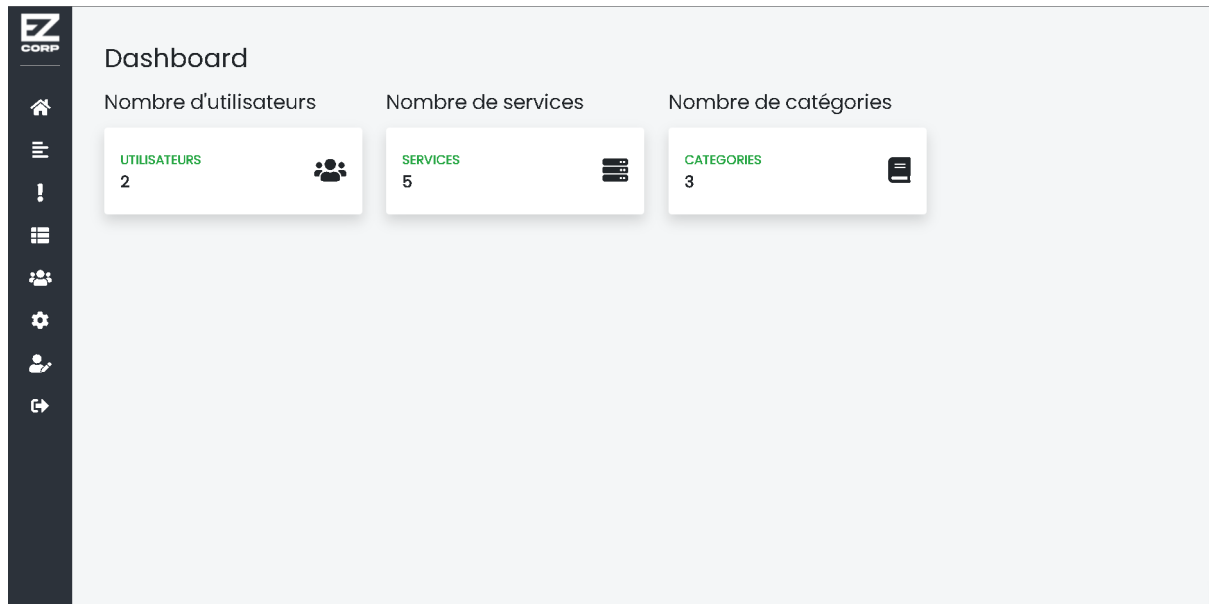 EZ
CORP
Dashboard
Nombre d'utilisateurs
Nombre de services
Nombre de catégories
UTILISATEURS
2
SERVICES
5
CATEGORIES
3